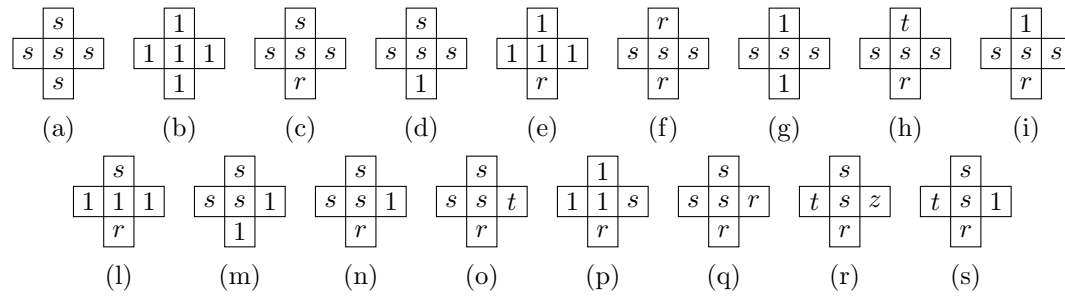 s 1 s s 1 r 1 t 1
s s s 1 1 1 s s s s s s 1 1 1 s s s s s s s s s s s s
s 1 r 1 r r 1 r r
(a) (b) (c) (d) (e) (f) (g) (h) (i)
s s s s 1 s s s
1 1 1 s s 1 s s 1 s s t 1 1 s s s r t s z t s 1
r 1 r r r r r r
(l) (m) (n) (o) (p) (q) (r) (s)